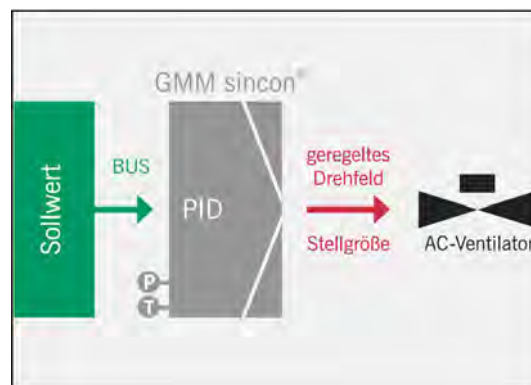 GMM sincon®
Sollwert
BUS
PID
P
T
geregeltes
Drehfeld
Stellgröße
AC-Ventilator